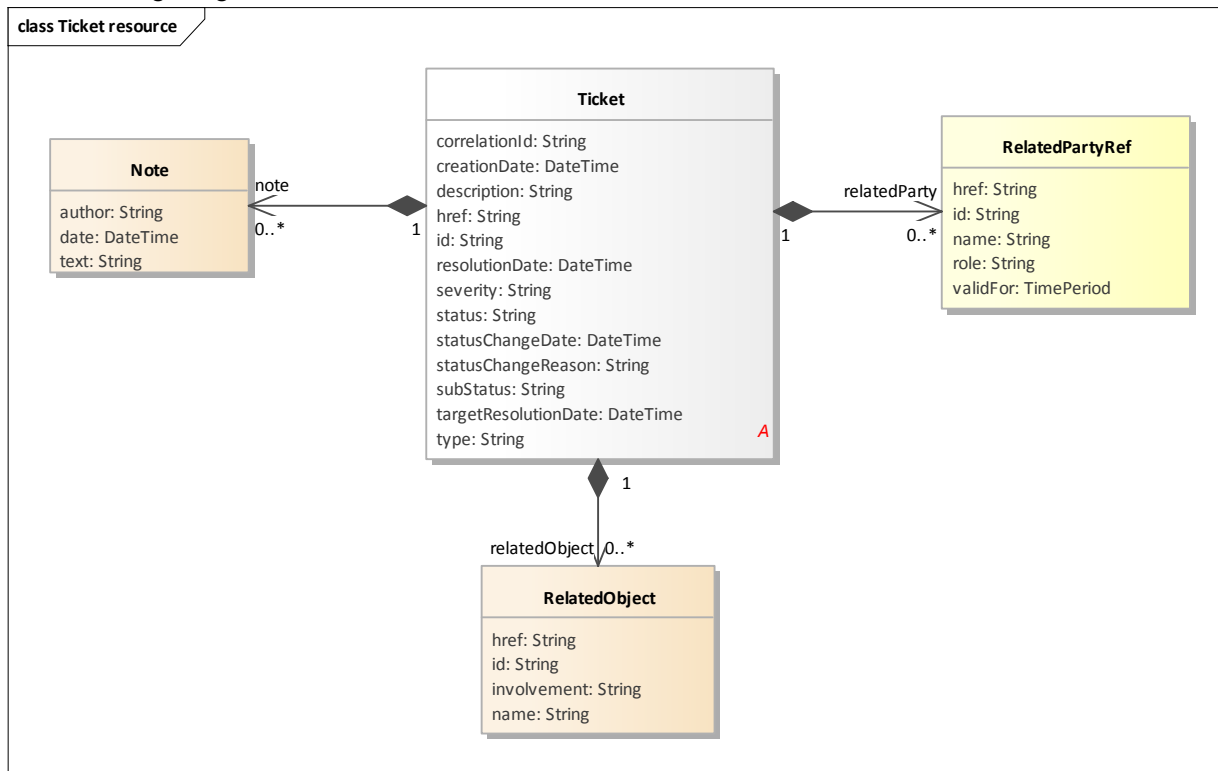 class Ticket resource
Ticket
correlationId: String
creationDate: DateTime
description: String
href: String
id: String
resolutionDate: DateTime
severity: String
status: String
statusChangeDate: DateTime
statusChangeReason: String
subStatus: String
targetResolutionDate: DateTime
type: String
A
Note
author: String
date: DateTime
text: String
note
0..*
1
RelatedPartyRef
href: String
id: String
name: String
role: String
validFor: TimePeriod
relatedParty
1
0..*
1
relatedObject
0..*
RelatedObject
href: String
id: String
involvement: String
name: String